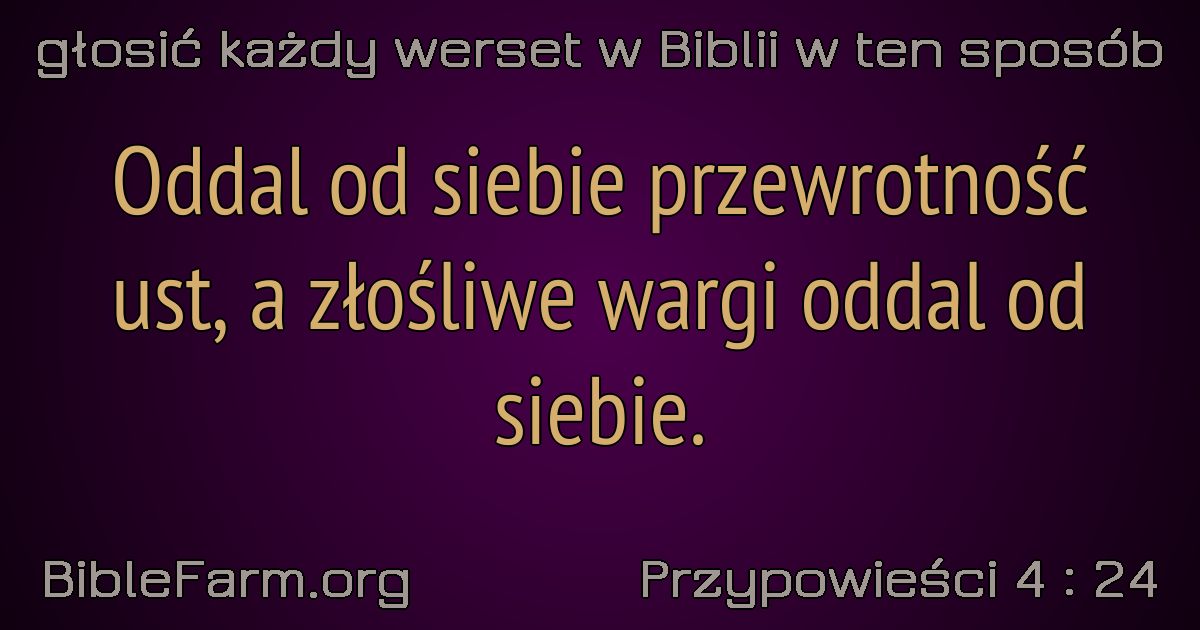 głosić każdy werset w Biblii w ten sposób
Oddal od siebie przewrotność
ust, a złośliwe wargi oddal od
siebie.
BibleFarm.org
Przypowieści 4 : 24